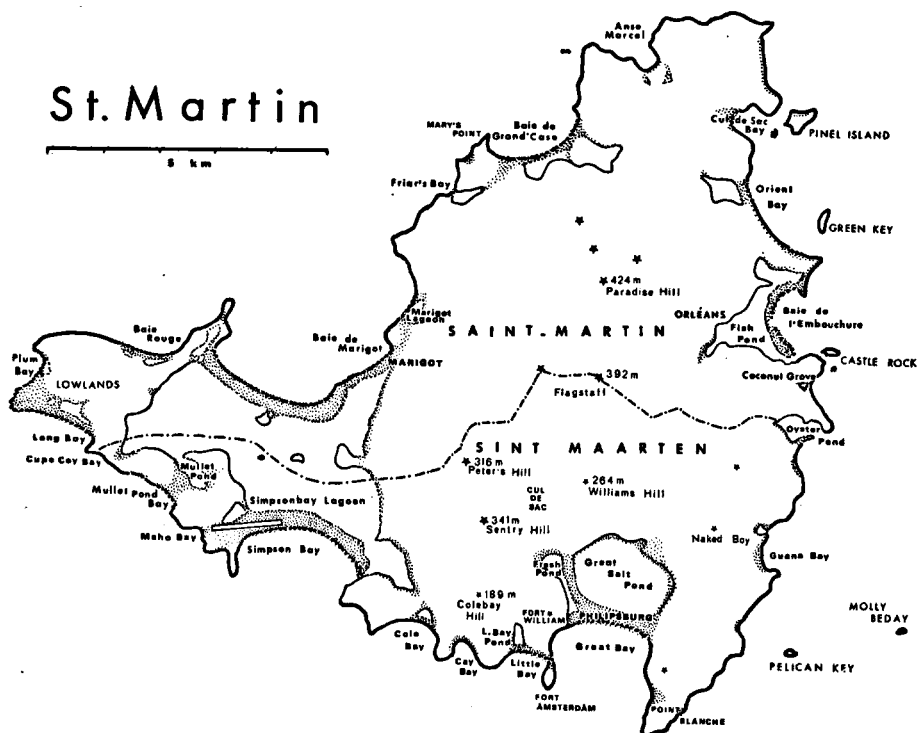 St. Martin
5 km
Anse
Marcel
MARY'S
POINT
Baie de
Grand'Case
Cul de Sac
Bay
PINEL ISLAND
Friar's Bay
Orient
Bay
GREEN KEY
424m
Paradise Hill
Marigot
Lagoon
ORLÉANS
Baie de
l'Embouchure
SAINT-MARTIN
Fish
Pond
Baie
Rouge
Baie de
Marigot
MARIGOT
Plum
Bay
LOWLANDS
CASTLE ROCK
Coconut Grove
392m
Flagstaff
Long Bay
Oyster
Pond
Cupe Coy Bay
SINT MAARTEN
316m
Peter's Hill
Mullet
Pond
264m
Williams Hill
Mullet Pond
Bay
Simpsonbay Lagoon
CUL
DE
SAC
341m
Sentry Hill
Maho Bay
Simpson Bay
Naked Boy
Guana Bay
Fresh
Pond
Great
Salt
Pond
189 m
Colebay
Hill
FORT
WILLIAM
PHILIPSBURG
MOLLY
BEDAY
Cole
Bay
L. Bay
Pond
Great Bay
Cay
Bay
Little
Bay
PELICAN KEY
FORT
AMSTERDAM
POINT
BLANCHE